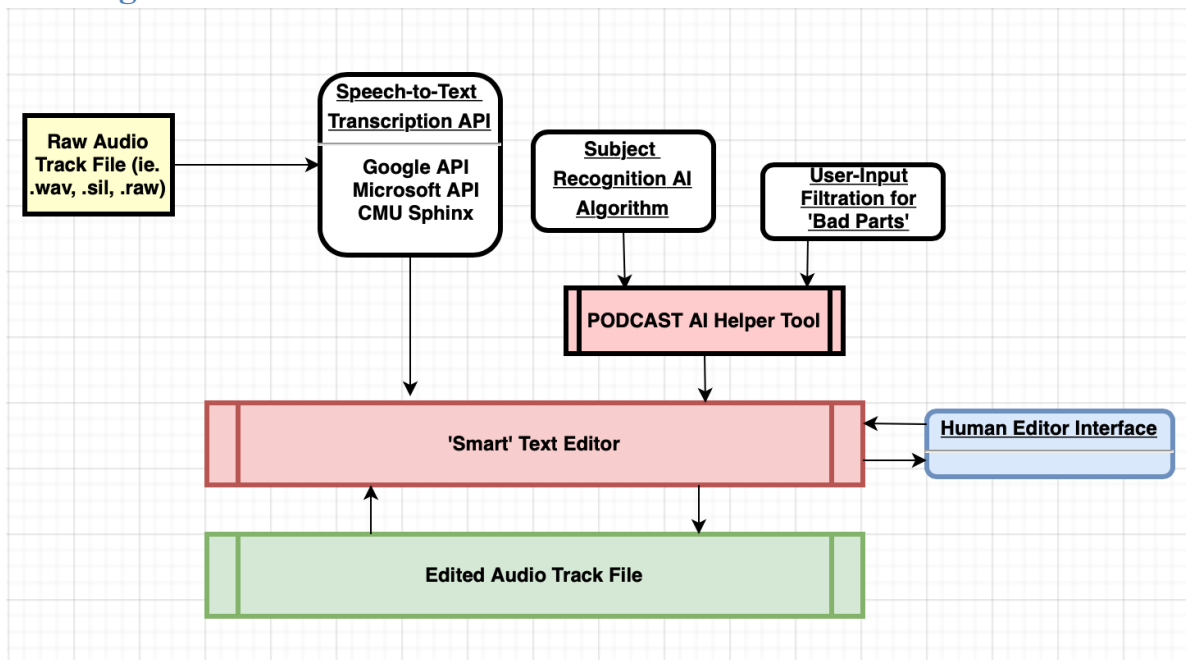 Speech-to-Text
Transcription API
Google API
Microsoft API
CMU Sphinx
Raw Audio
Track File (ie.
.wav, .sil, .raw)
Subject
Recognition AI
Algorithm
User-Input
Filtration for
'Bad Parts'
PODCAST AI Helper Tool
'Smart' Text Editor
Human Editor Interface
Edited Audio Track File